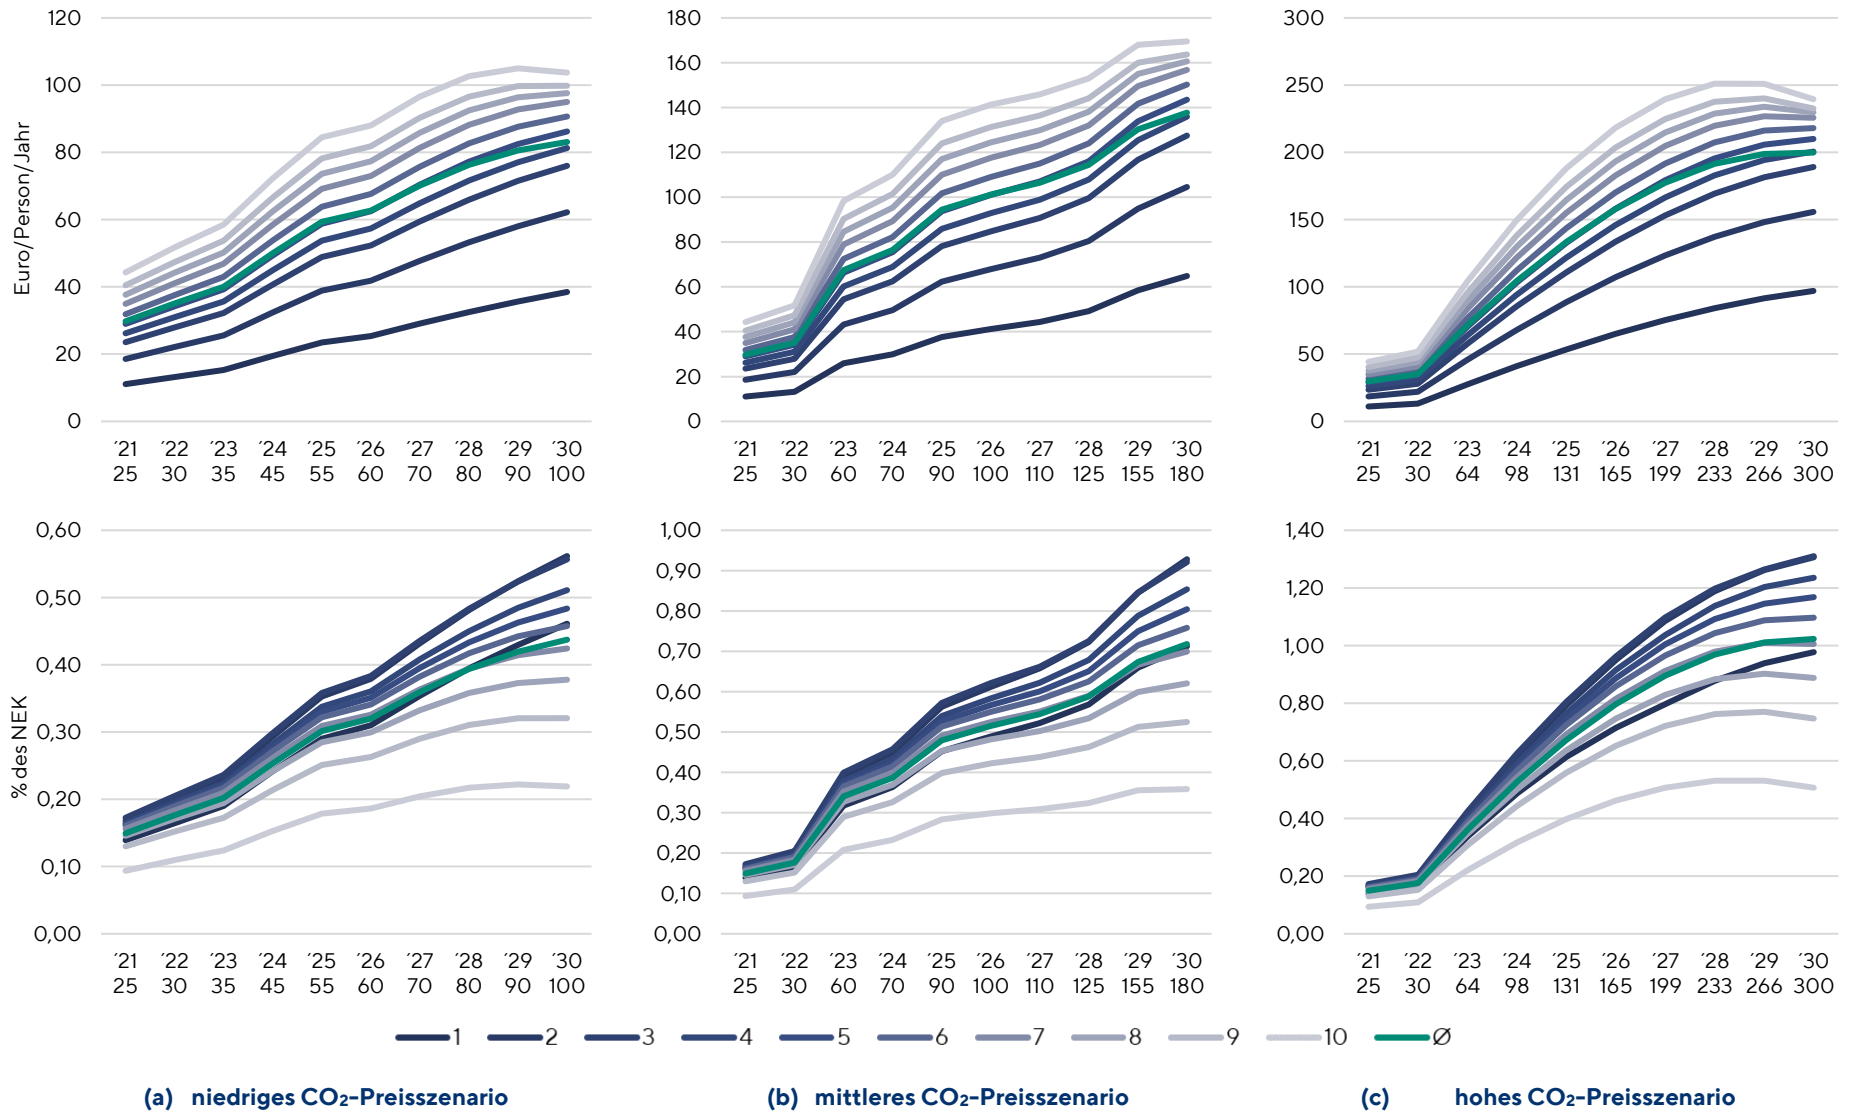 Euro/Person/Jahr
120
100
80
60
40
20
0
´21 ´22 ´23 ´24 ´25 ´26 ´27 ´28 ´29 ´30
25 30 35 45 55 60 70 80 90 100
180
160
140
120
100
80
60
40
20
0
´21 ´22 ´23 ´24 ´25 ´26 ´27 ´28 ´29 ´30
25 30 60 70 90 100 110 125 155 180
300
250
200
150
100
50
0
´21 ´22 ´23 ´24 ´25 ´26 ´27 ´28 ´29 ´30
25 30 64 98 131 165 199 233 266 300
% des NEK
0,60
0,50
0,40
0,30
0,20
0,10
0,00
´21 ´22 ´23 ´24 ´25 ´26 ´27 ´28 ´29 ´30
25 30 35 45 55 60 70 80 90 100
1,00
0,90
0,80
0,70
0,60
0,50
0,40
0,30
0,20
0,10
0,00
´21 ´22 ´23 ´24 ´25 ´26 ´27 ´28 ´29 ´30
25 30 60 70 90 100 110 125 155 180
1,40
1,20
1,00
0,80
0,60
0,40
0,20
0,00
´21 ´22 ´23 ´24 ´25 ´26 ´27 ´28 ´29 ´30
25 30 64 98 131 165 199 233 266 300
1 2 3 4 5 6 7 8 9 10 Ø
(a) niedriges CO₂-Preisszenario
(b) mittleres CO₂-Preisszenario
(c) hohes CO₂-Preisszenario